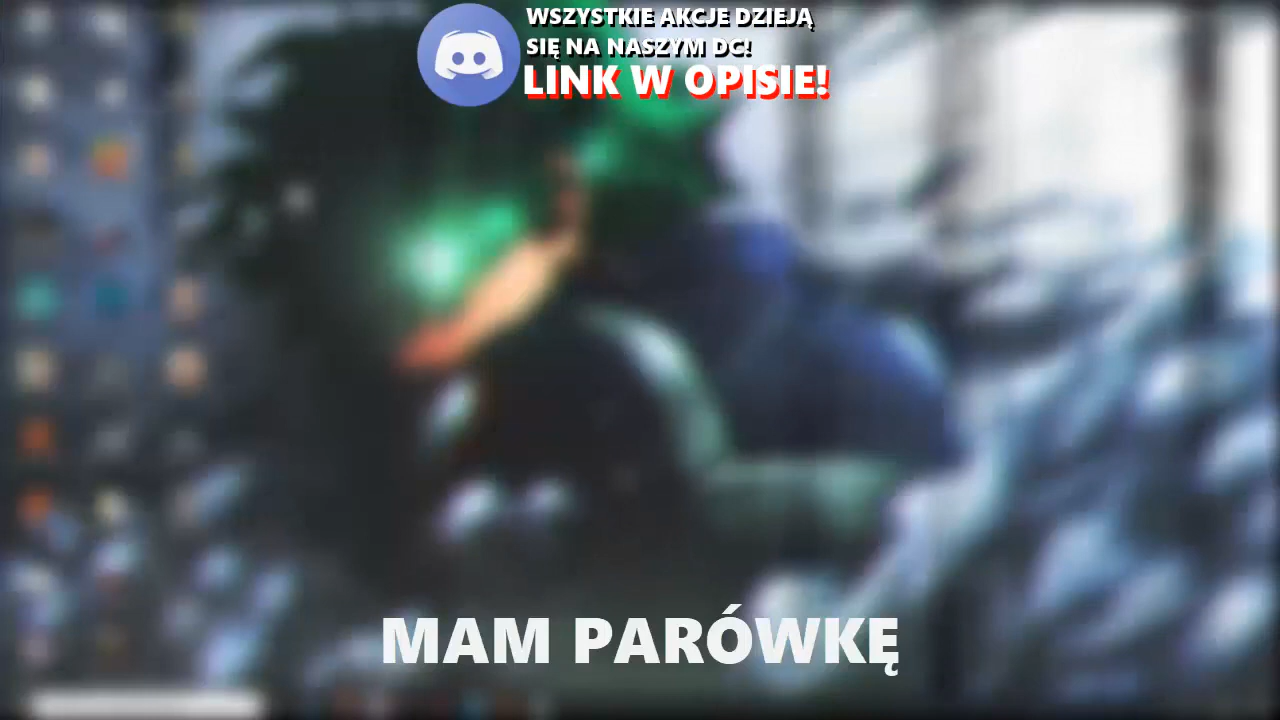 WSZYSTKIE AKCJE DZIEJĄ
SIĘ NA NASZYM DC!
LINK W OPISIE!
MAM PARÓWKĘ